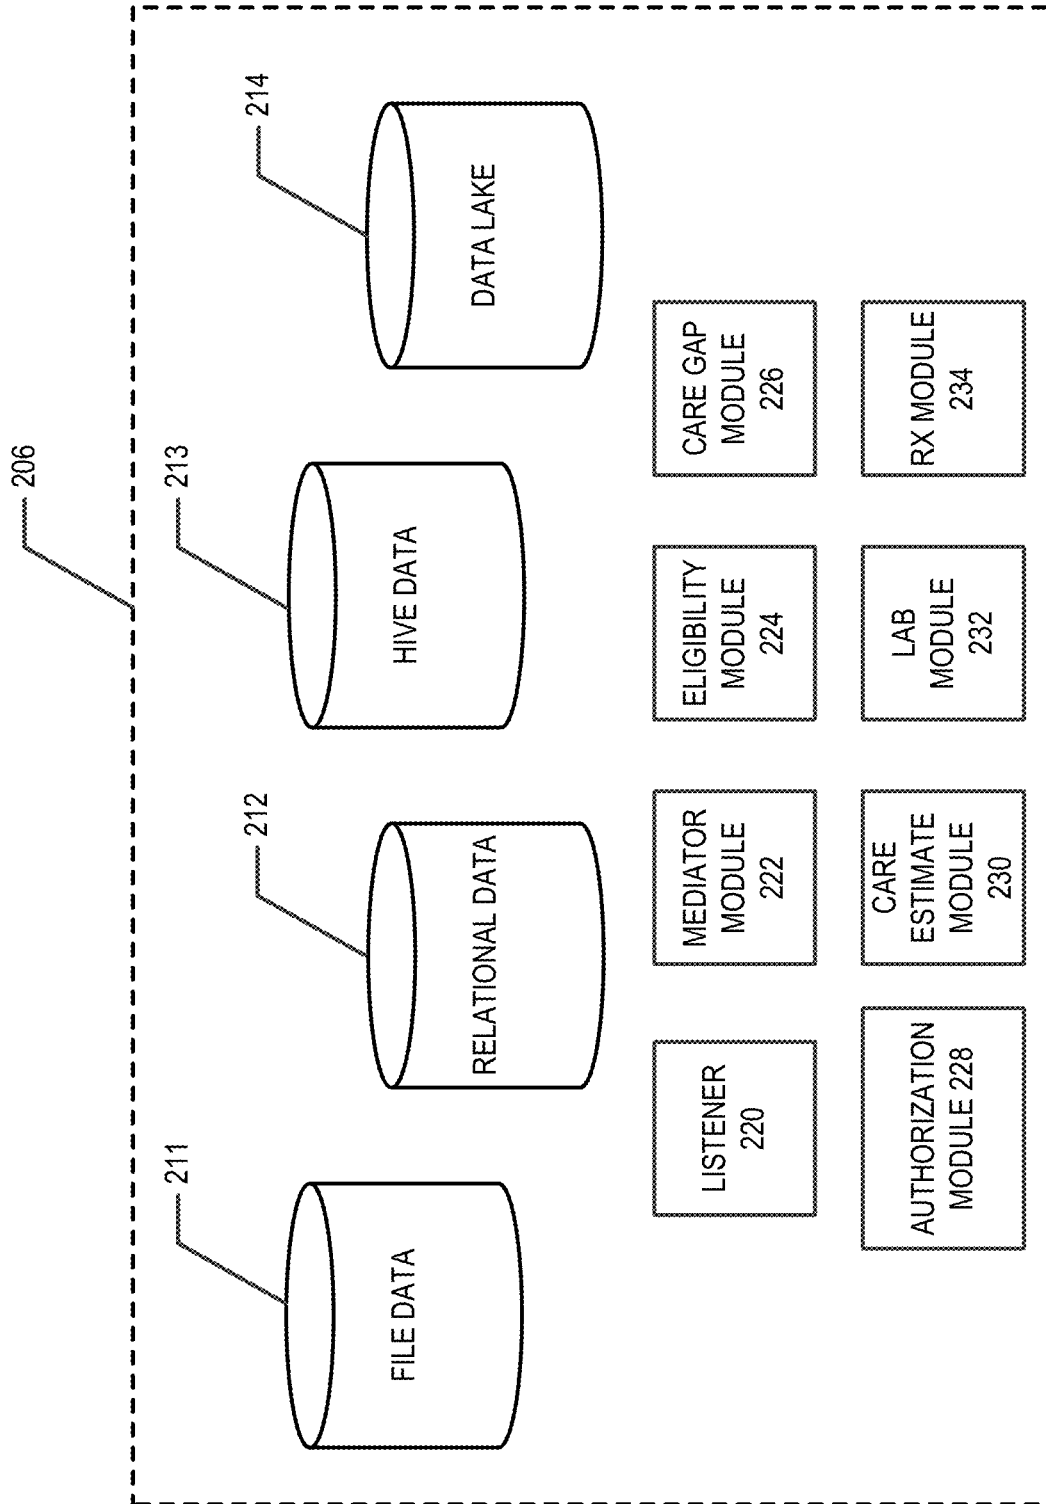 206
211
212
213
214
FILE DATA
RELATIONAL DATA
HIVE DATA
DATA LAKE
LISTENER
220
MEDIATOR
MODULE
222
ELIGIBILITY
MODULE
224
CARE GAP
MODULE
226
AUTHORIZATION
MODULE 228
CARE
ESTIMATE
MODULE
230
LAB
MODULE
232
RX MODULE
234